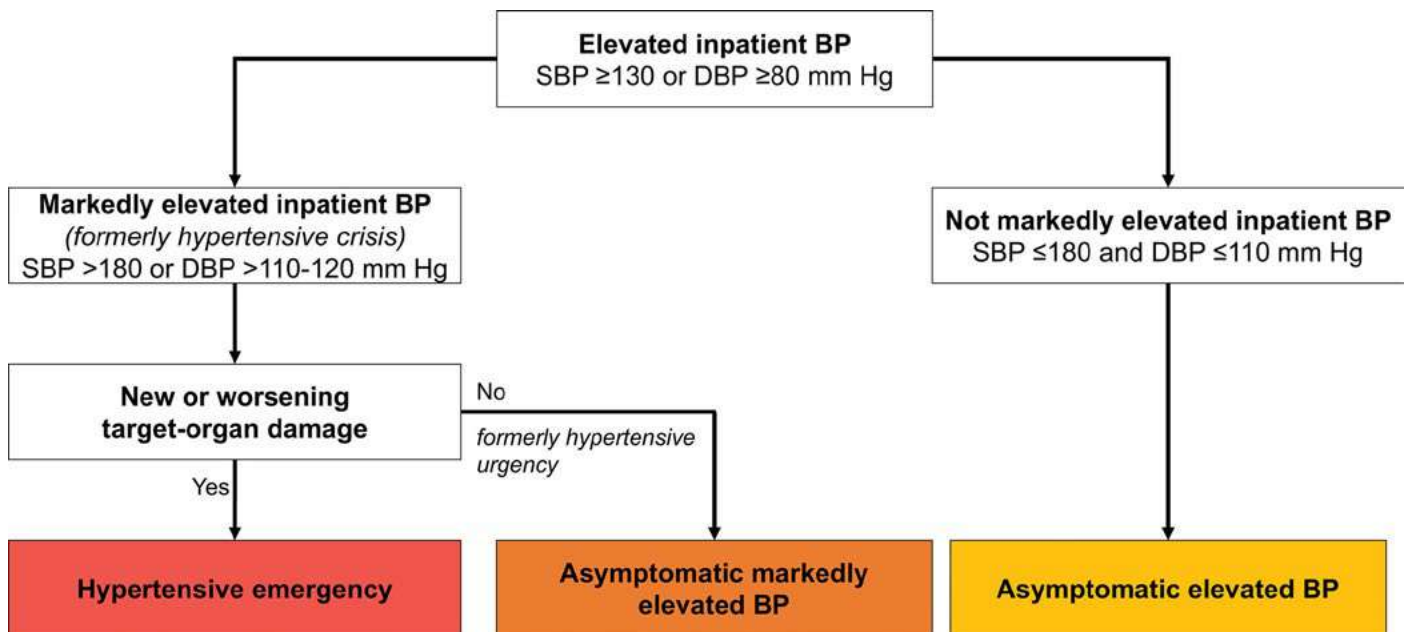 Elevated inpatient BP
SBP ≥130 or DBP ≥80 mm Hg
Markedly elevated inpatient BP
(formerly hypertensive crisis)
SBP >180 or DBP >110-120 mm Hg
Not markedly elevated inpatient BP
SBP ≤180 and DBP ≤110 mm Hg
New or worsening
target-organ damage
No
formerly hypertensive
urgency
Yes
Hypertensive emergency
Asymptomatic markedly
elevated BP
Asymptomatic elevated BP